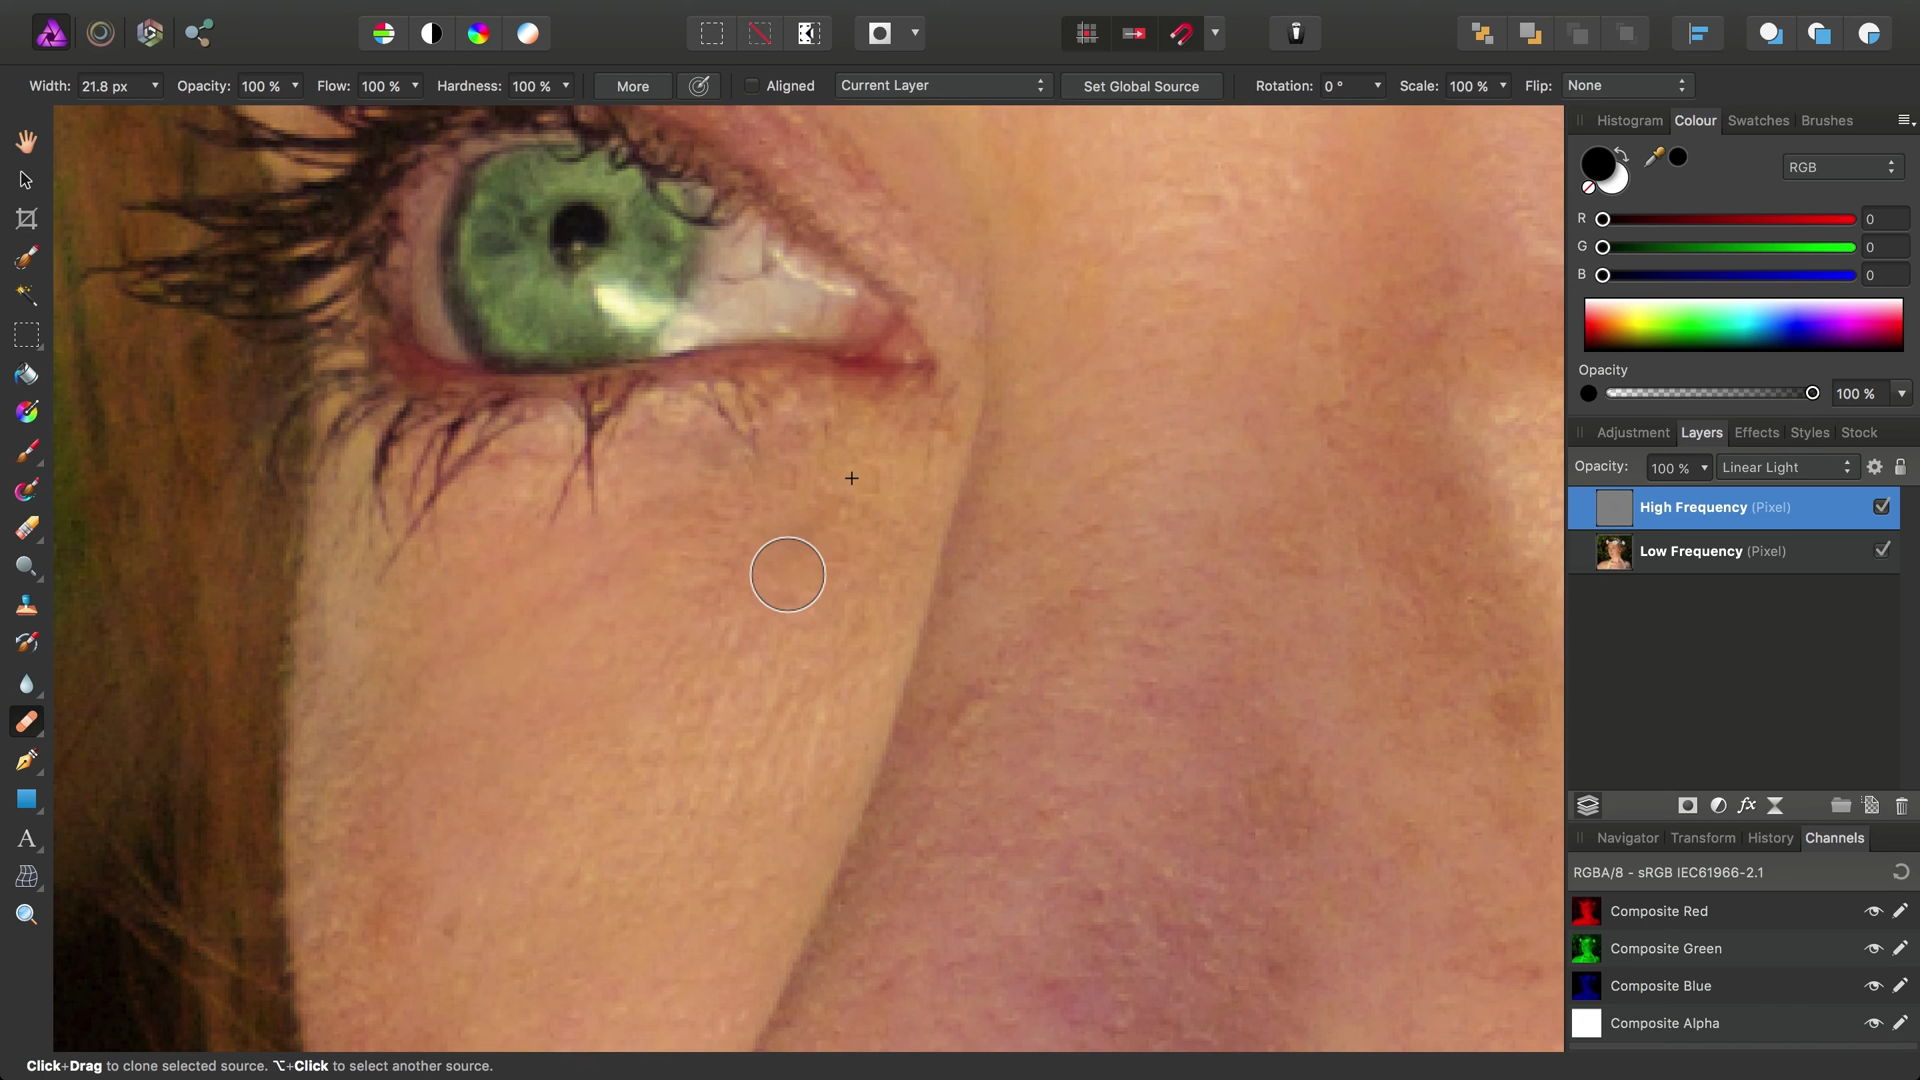 Width: 21.8 px Opacity: 100 % Flow: 100 % Hardness: 100 % More Aligned Current Layer Set Global Source Rotation: 0 ° Scale: 100 % Flip: None
Histogram Colour Swatches Brushes
RGB
R 0
G 0
B 0
Opacity
100 %
Adjustment Layers Effects Styles Stock
Opacity: 100 % Linear Light
High Frequency (Pixel)
Low Frequency (Pixel)
fx
Navigator Transform History Channels
RGBA/8 - sRGB IEC61966-2.1
Composite Red
Composite Green
Composite Blue
Composite Alpha
A
Click+Drag to clone selected source. ⌥+Click to select another source.